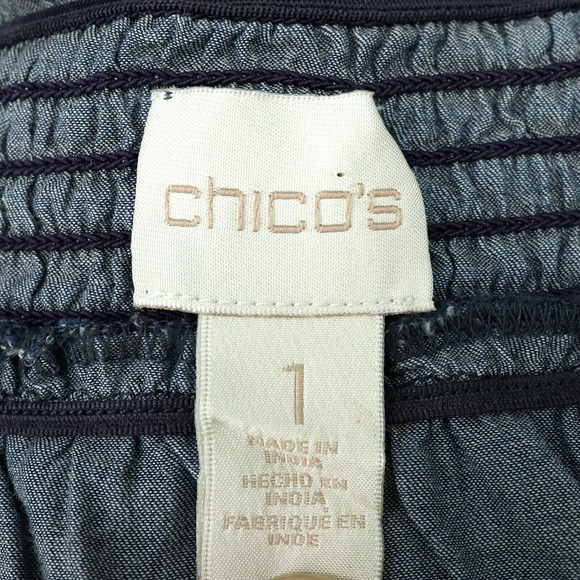 chico's
1
MADE IN
INDIA
HECHO EN
INDIA
FABRIQUÉ EN
INDE